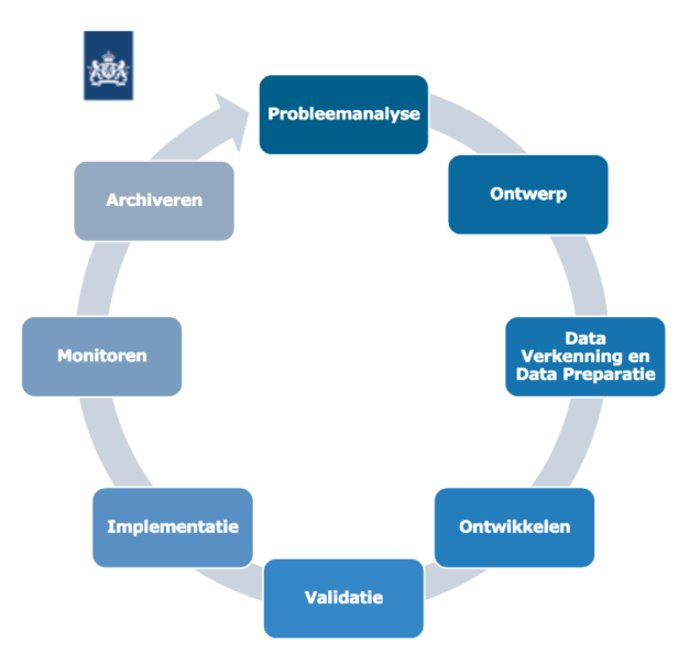 Probleemanalyse
Ontwerp
Data
Verkenning en
Data Preparatie
Ontwikkelen
Validatie
Implementatie
Monitoren
Archiveren